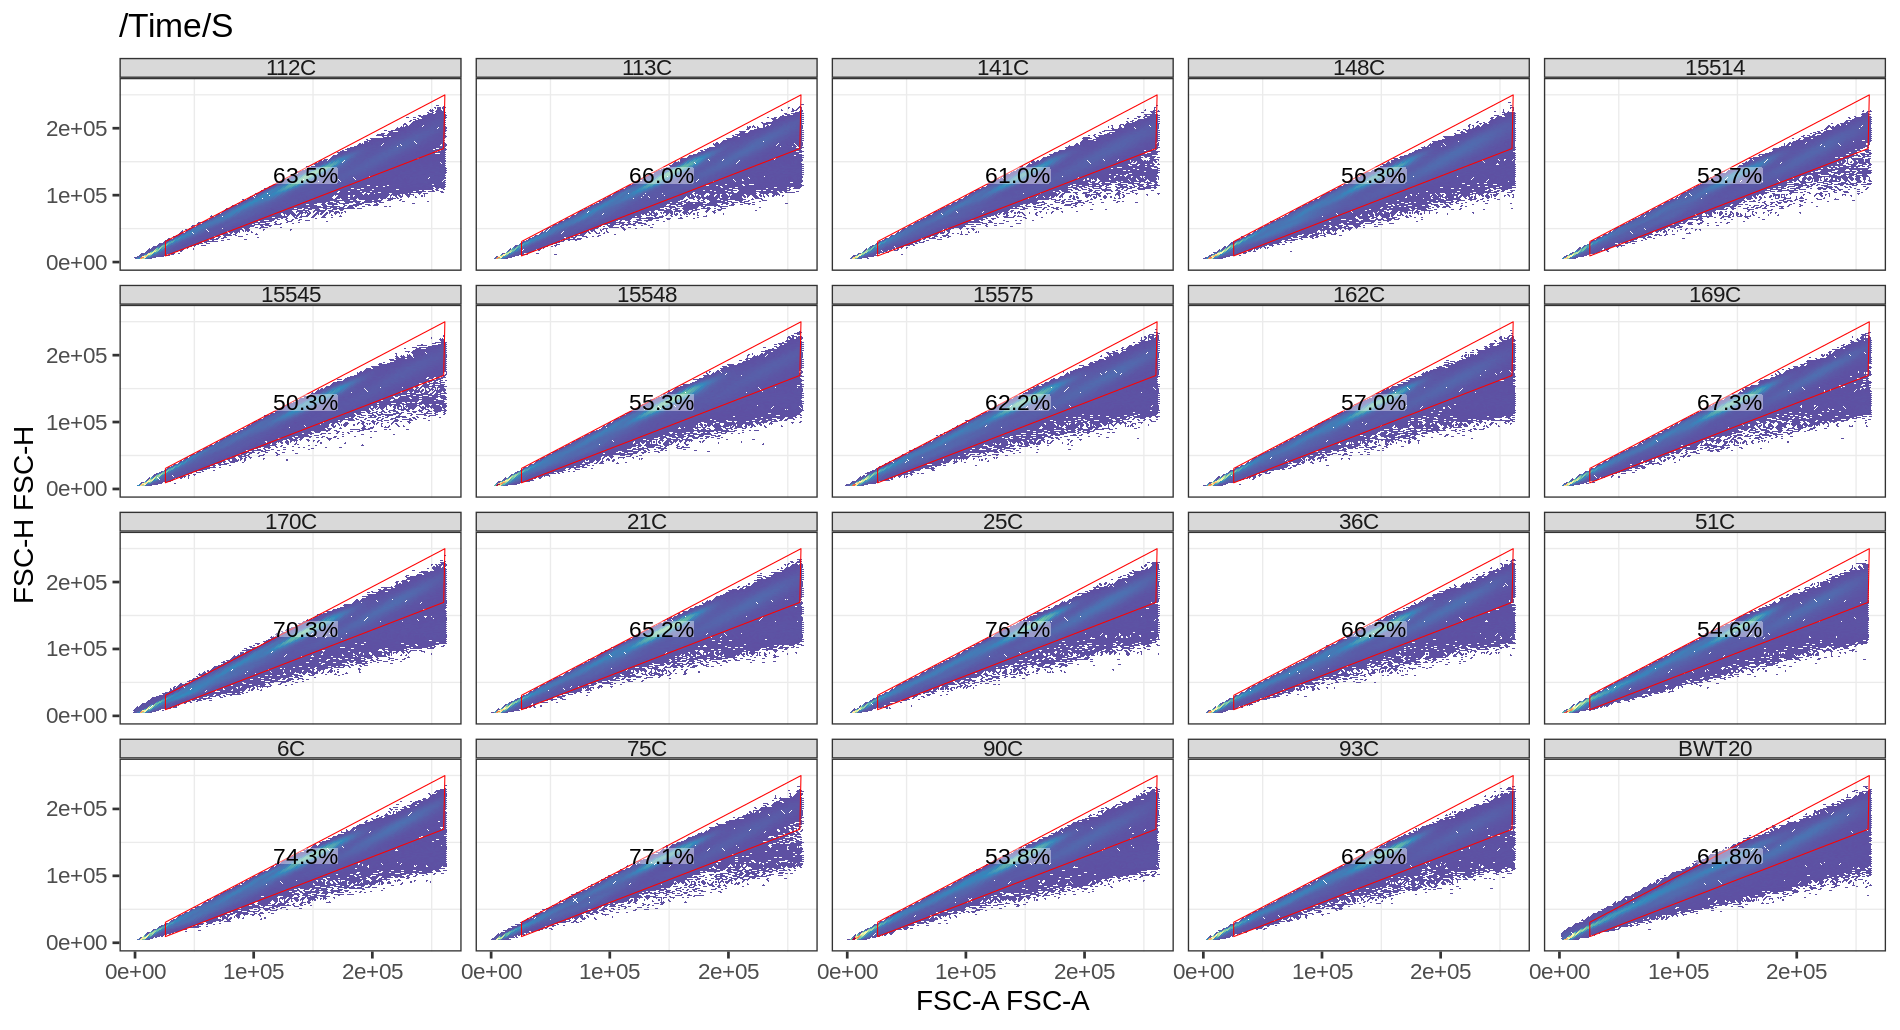 /Time/S
112C 113C 141C 148C 15514
2e+05
63.5% 66.0% 61.0% 56.3% 53.7%
1e+05
0e+00
15545 15548 15575 162C 169C
2e+05
50.3% 55.3% 62.2% 57.0% 67.3%
1e+05
0e+00
170C 21C 25C 36C 51C
2e+05
70.3% 65.2% 76.4% 66.2% 54.6%
1e+05
0e+00
6C 75C 90C 93C BWT20
2e+05
74.3% 77.1% 53.8% 62.9% 61.8%
1e+05
0e+00
0e+00 1e+05 2e+05 0e+00 1e+05 2e+05 0e+00 1e+05 2e+05 0e+00 1e+05 2e+05 0e+00 1e+05 2e+05
FSC-A FSC-A
FSC-H FSC-H